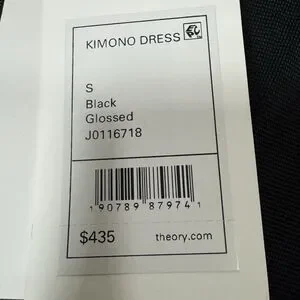 KIMONO DRESS
S
Black
Glossed
J0116718
1 90789 87974 1
$435 theory.com